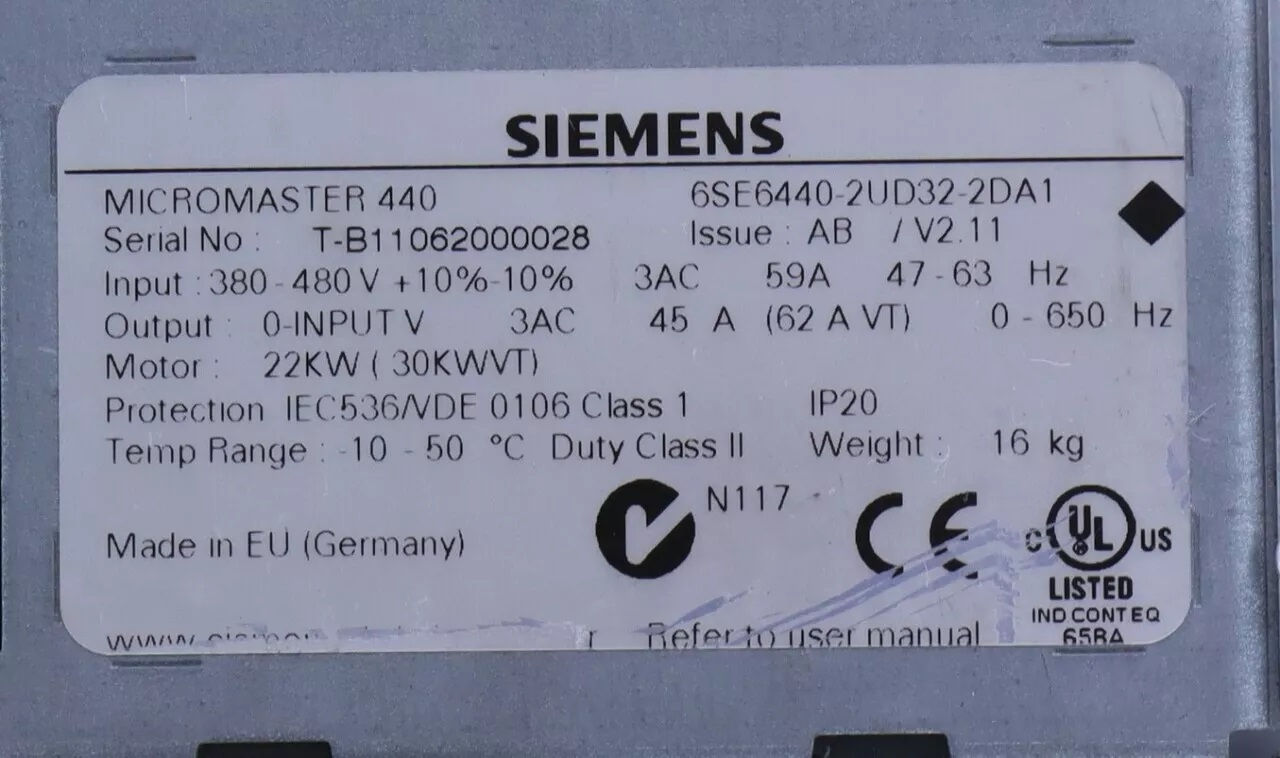 SIEMENS
MICROMASTER 440 6SE6440-2UD32-2DA1
Serial No : T-B11062000028 Issue : AB / V2.11
Input : 380 - 480 V +10%-10% 3AC 59A 47 - 63 Hz
Output : 0-INPUT V 3AC 45 A (62 A VT) 0 - 650 Hz
Motor : 22KW ( 30KWVT)
Protection IEC536/VDE 0106 Class 1 IP20
Temp Range : -10 - 50 °C Duty Class II Weight : 16 kg
N117
Made in EU (Germany)
CE
C UL US
LISTED
IND CONT EQ
65BA
Refer to user manual